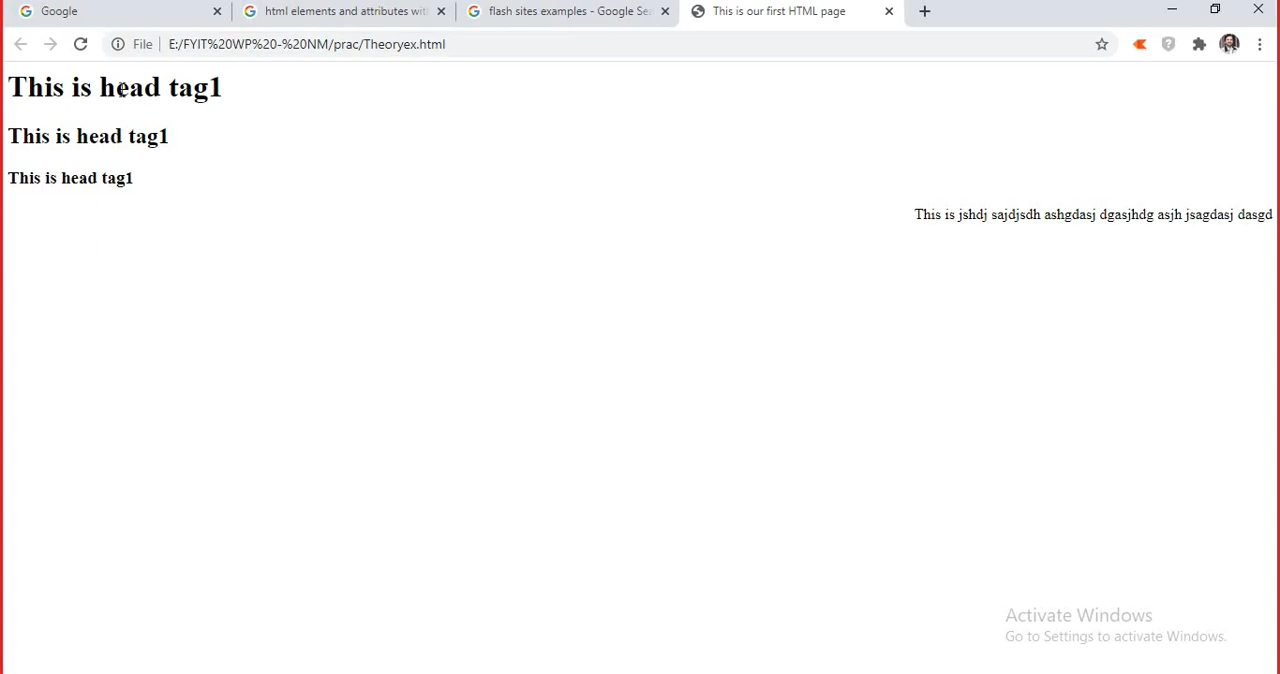 Google
html elements and attributes wit
flash sites examples - Google Sea
This is our first HTML page
File
E:/FYIT%20WP%20-%20NM/prac/Theoryex.html
This is head tag1
This is head tag1
This is head tag1
This is jshdj sajdjsdh ashgdasj dgasjhdg asjh jsagdasj dasgd
Activate Windows
Go to Settings to activate Windows.